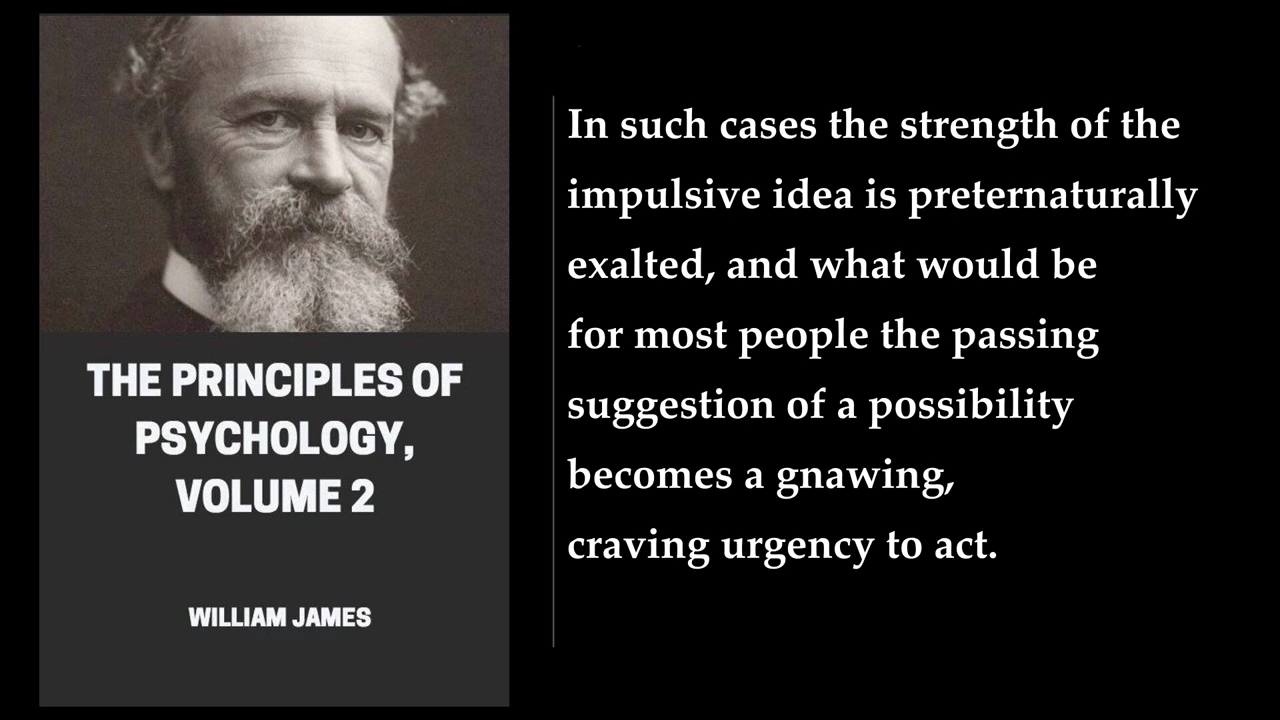 THE PRINCIPLES OF
PSYCHOLOGY,
VOLUME 2
WILLIAM JAMES
In such cases the strength of the
impulsive idea is preternaturally
exalted, and what would be
for most people the passing
suggestion of a possibility
becomes a gnawing,
craving urgency to act.